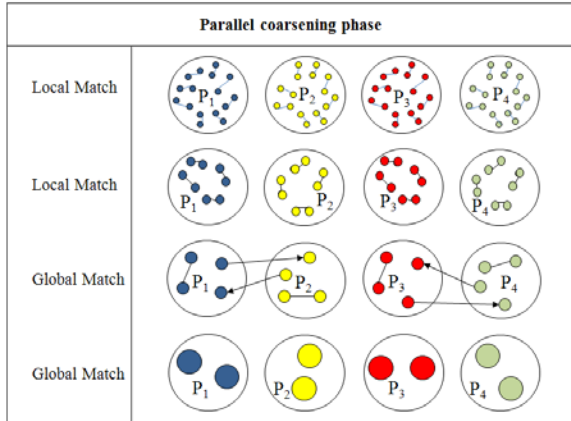 Parallel coarsening phase
Local Match
P1 P2 P3 P4
Local Match
P1 P2 P3 P4
Global Match
P1 P2 P3 P4
Global Match
P1 P2 P3 P4